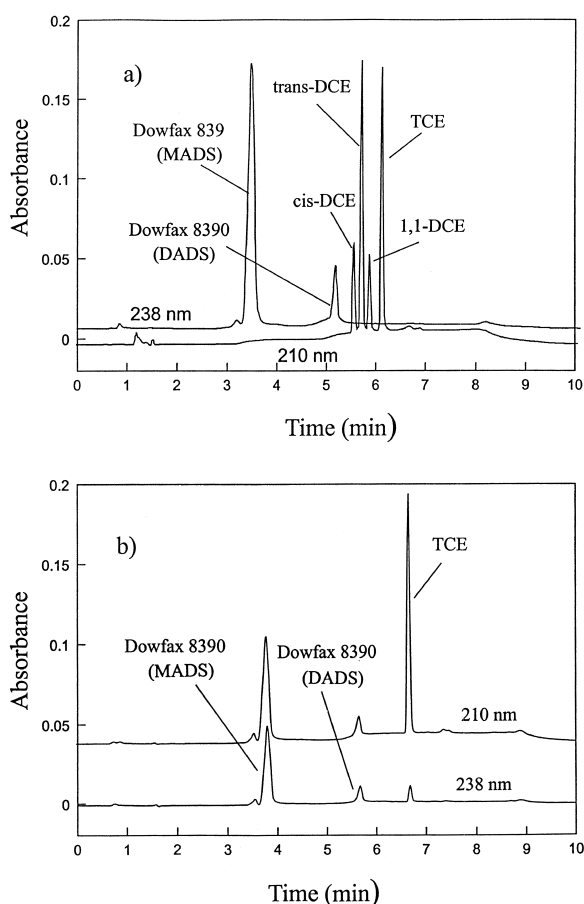 0.2
a)
trans-DCE
0.15
TCE
Dowfax 839
(MADS)
0.1
cis-DCE
Dowfax 8390
1,1-DCE
(DADS)
0.05
238 nm
0
210 nm
0 1 2 3 4 5 6 7 8 9 10
Absorbance
Time (min)
0.2
b)
TCE
0.15
0.1
Dowfax 8390
(MADS)
Dowfax 8390
(DADS)
210 nm
0.05
238 nm
0
0 1 2 3 4 5 6 7 8 9 10
Absorbance
Time (min)